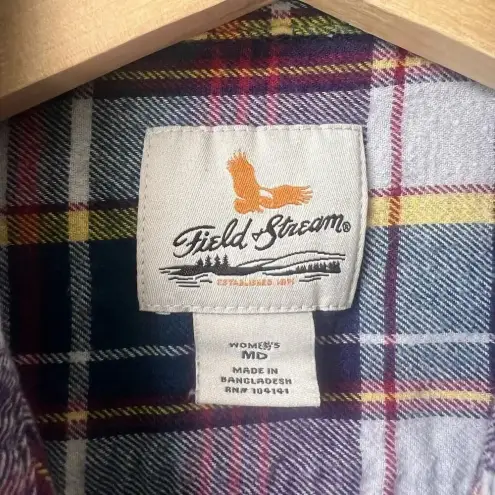 Field & Stream®
ESTABLISHED 1871
WOMEN'S
MD
MADE IN
BANGLADESH
RN# 104141